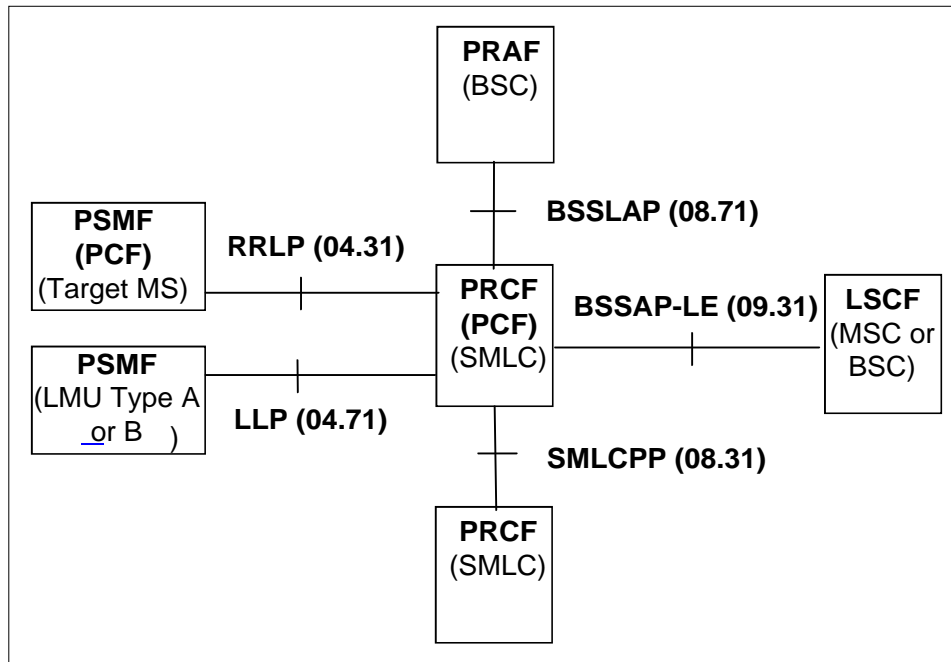 PRAF
(BSC)
BSSLAP (08.71)
PSMF
(PCF)
(Target MS)
RRLP (04.31)
PRCF
(PCF)
(SMLC)
BSSAP-LE (09.31)
LSCF
(MSC or
BSC)
PSMF
(LMU Type A
or B )
LLP (04.71)
SMLCPP (08.31)
PRCF
(SMLC)